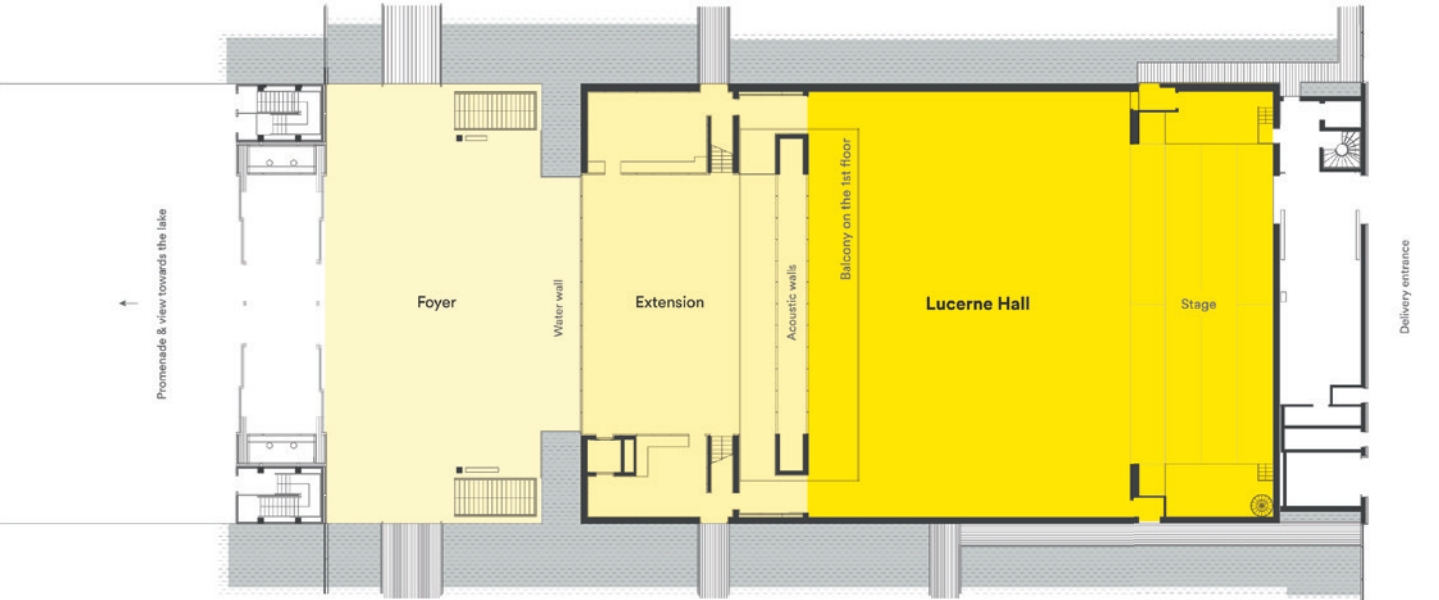 Promenade & view towards the lake
Foyer
Water wall
Extension
Acoustic walls
Balcony on the 1st floor
Lucerne Hall
Stage
Delivery entrance